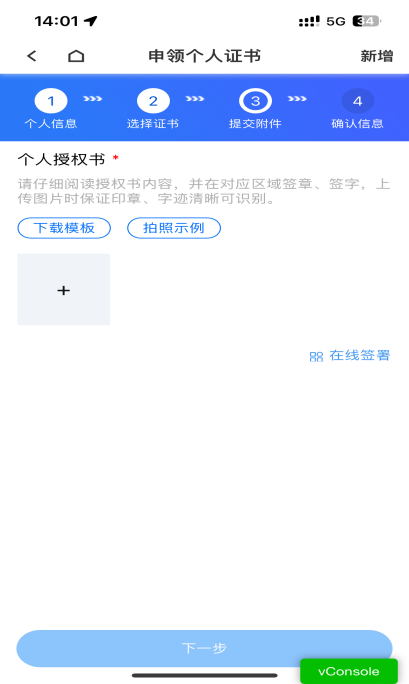 14:01
5G
34
申领个人证书
新增
1
2
3
4
个人信息
选择证书
提交附件
确认信息
个人授权书 *
请仔细阅读授权书内容，并在对应区域签章、签字，上
传图片时保证印章、字迹清晰可识别。
下载模板
拍照示例
+
在线签署
下一步
vConsole